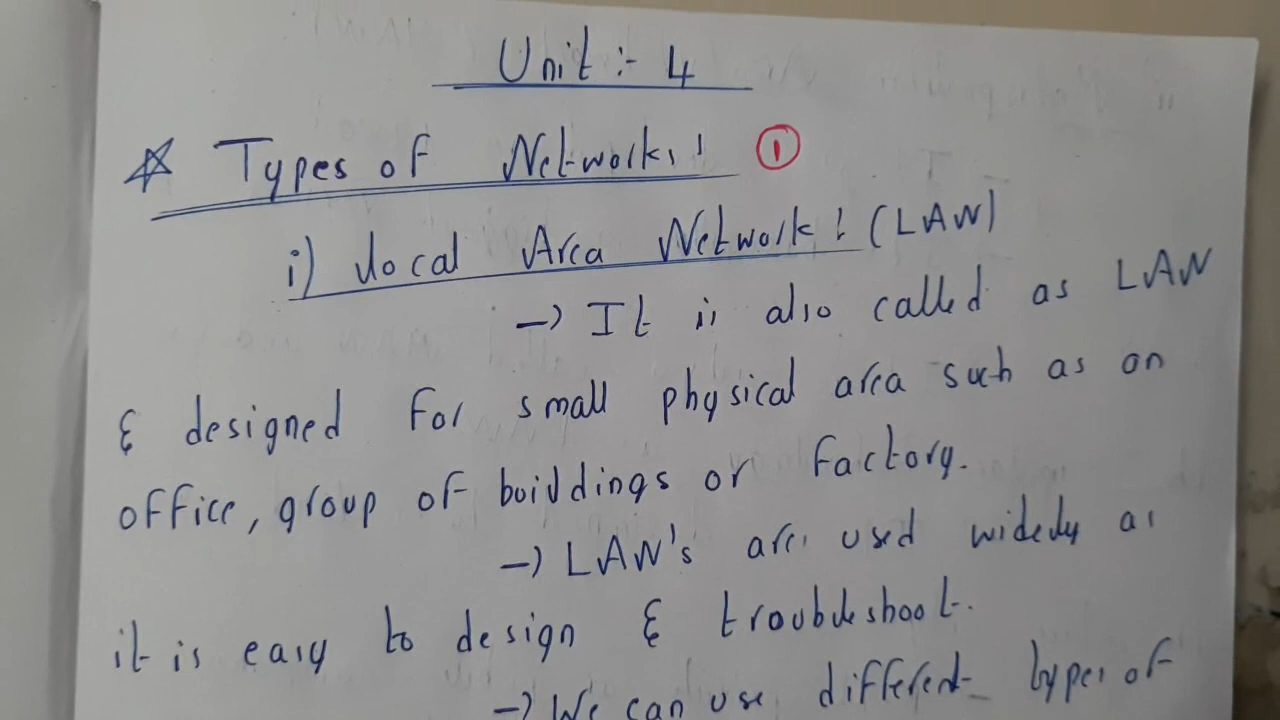 Unit :- 4
☆ Types of Networks: ①
i) Local Area Network: (LAN)
→ It is also called as LAN
& designed for small physical area such as an
office, group of buildings or factory.
→ LAN's are used widely as
it is easy to design & troubleshoot.
→ We can use different types of